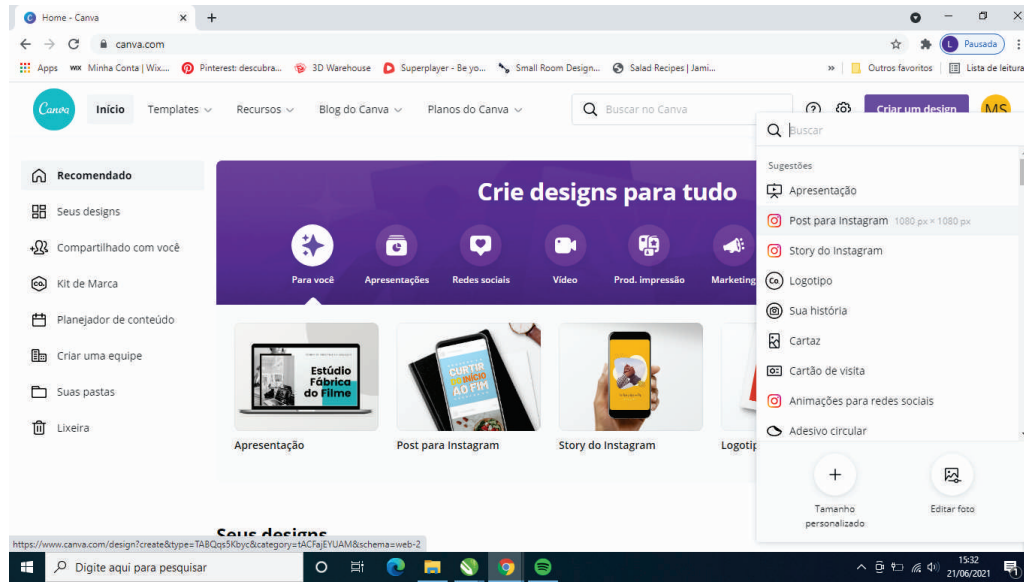 Home - Canva
canva.com
Pausada
Apps
WIX Minha Conta | Wix....
Pinterest: descubra...
3D Warehouse
Superplayer - Be yo...
Small Room Design...
Salad Recipes | Jami...
»
Outros favoritos
Lista de leitura
Canva
Início
Templates
Recursos
Blog do Canva
Planos do Canva
Buscar no Canva
Criar um design
MS
Recomendado
Seus designs
Compartilhado com você
Kit de Marca
Planejador de conteúdo
Criar uma equipe
Suas pastas
Lixeira
Crie designs para tudo
Para você
Apresentações
Redes sociais
Vídeo
Prod. impressão
Marketing
Estúdio
Fábrica
do Filme
CURTIR
DO INÍCIO
AO FIM
Apresentação
Post para Instagram
Story do Instagram
Logotip
Seus designs
Buscar
Sugestões
Apresentação
Post para Instagram 1080 px × 1080 px
Story do Instagram
Co. Logotipo
Sua história
Cartaz
Cartão de visita
Animações para redes sociais
Adesivo circular
Tamanho
personalizado
Editar foto
https://www.canva.com/design?create&type=TABQqs5Kbyc&category=tACFajEYUAM&schema=web-2
Digite aqui para pesquisar
15:32
21/06/2021